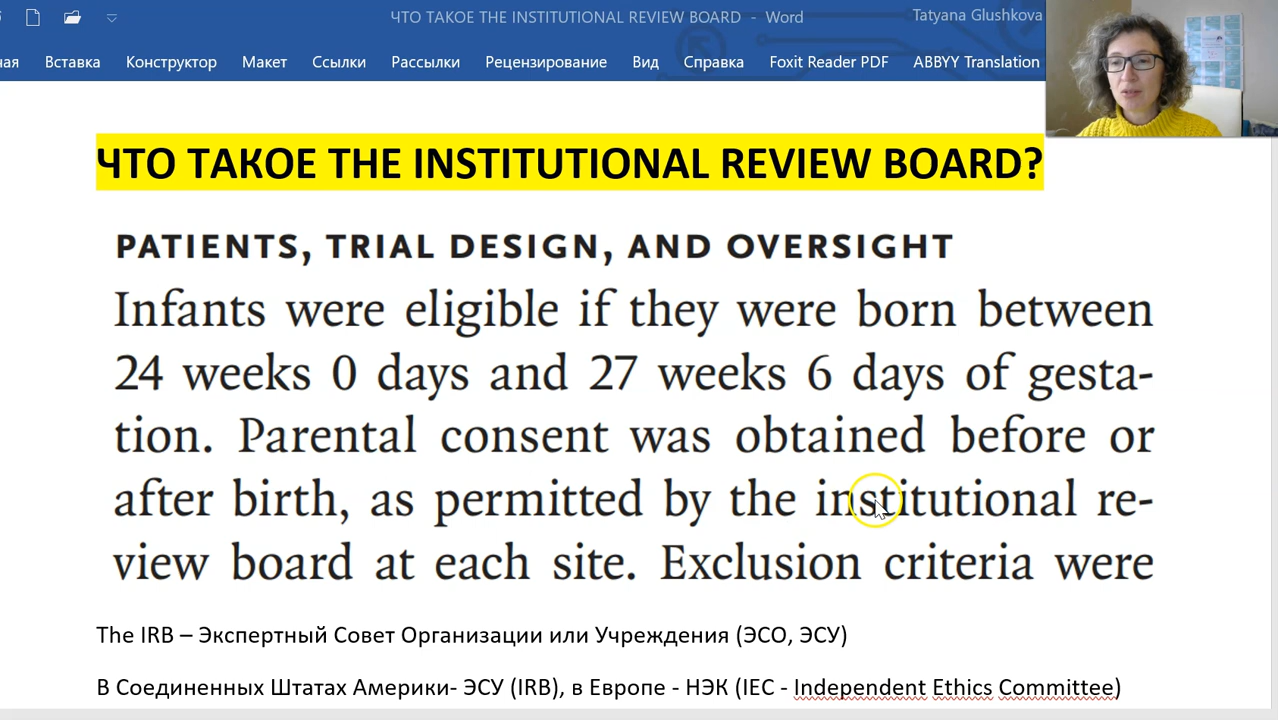 ЧТО ТАКОЕ THE INSTITUTIONAL REVIEW BOARD - Word
Tatyana Glushkova
ная Вставка Конструктор Макет Ссылки Рассылки Рецензирование Вид Справка Foxit Reader PDF ABBYY Translation
ЧТО ТАКОЕ THE INSTITUTIONAL REVIEW BOARD?
PATIENTS, TRIAL DESIGN, AND OVERSIGHT
Infants were eligible if they were born between
24 weeks 0 days and 27 weeks 6 days of gesta-
tion. Parental consent was obtained before or
after birth, as permitted by the institutional re-
view board at each site. Exclusion criteria were
The IRB – Экспертный Совет Организации или Учреждения (ЭСО, ЭСУ)
В Соединенных Штатах Америки- ЭСУ (IRB), в Европе - НЭК (IEC - Independent Ethics Committee)